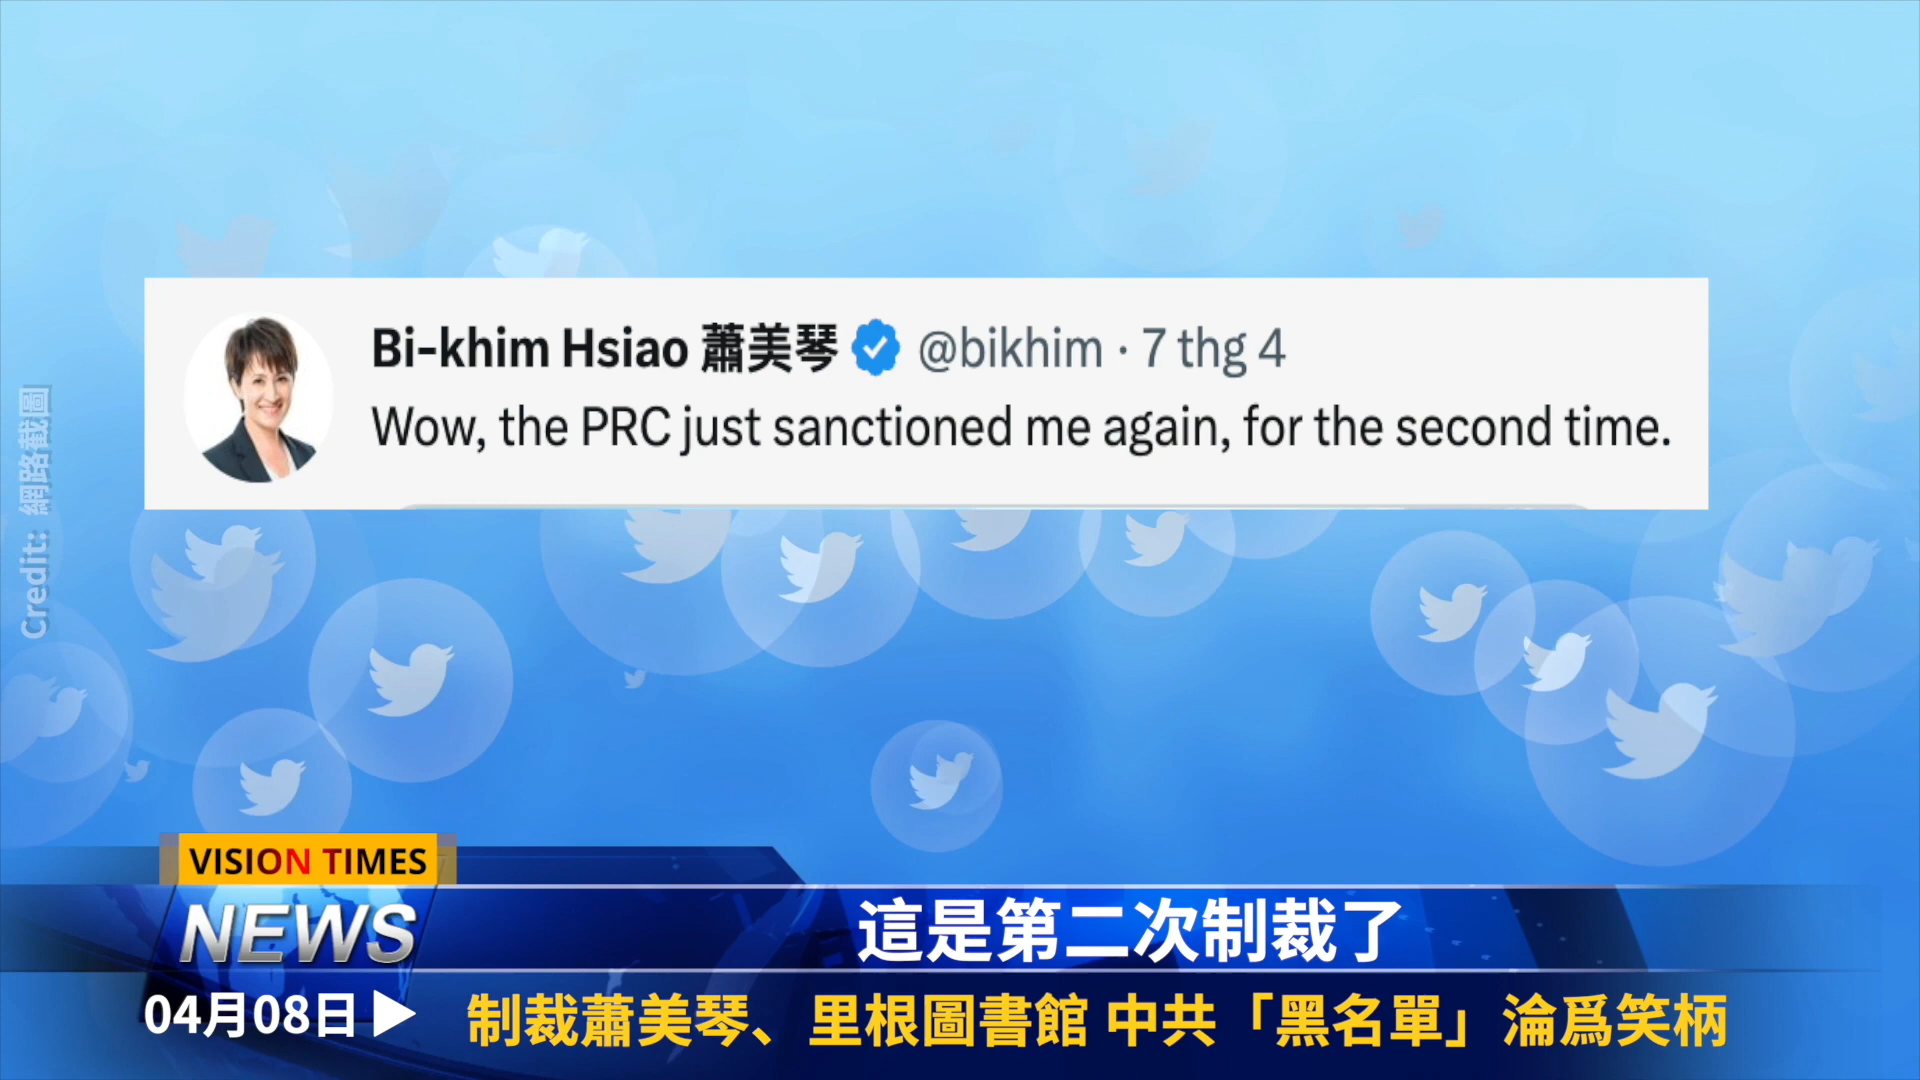 Bi-khim Hsiao 蕭美琴 @bikhim · 7 thg 4
Wow, the PRC just sanctioned me again, for the second time.
Credit: 網路截圖
VISION TIMES
NEWS
這是第二次制裁了
04月08日
制裁蕭美琴、里根圖書館 中共「黑名單」淪爲笑柄